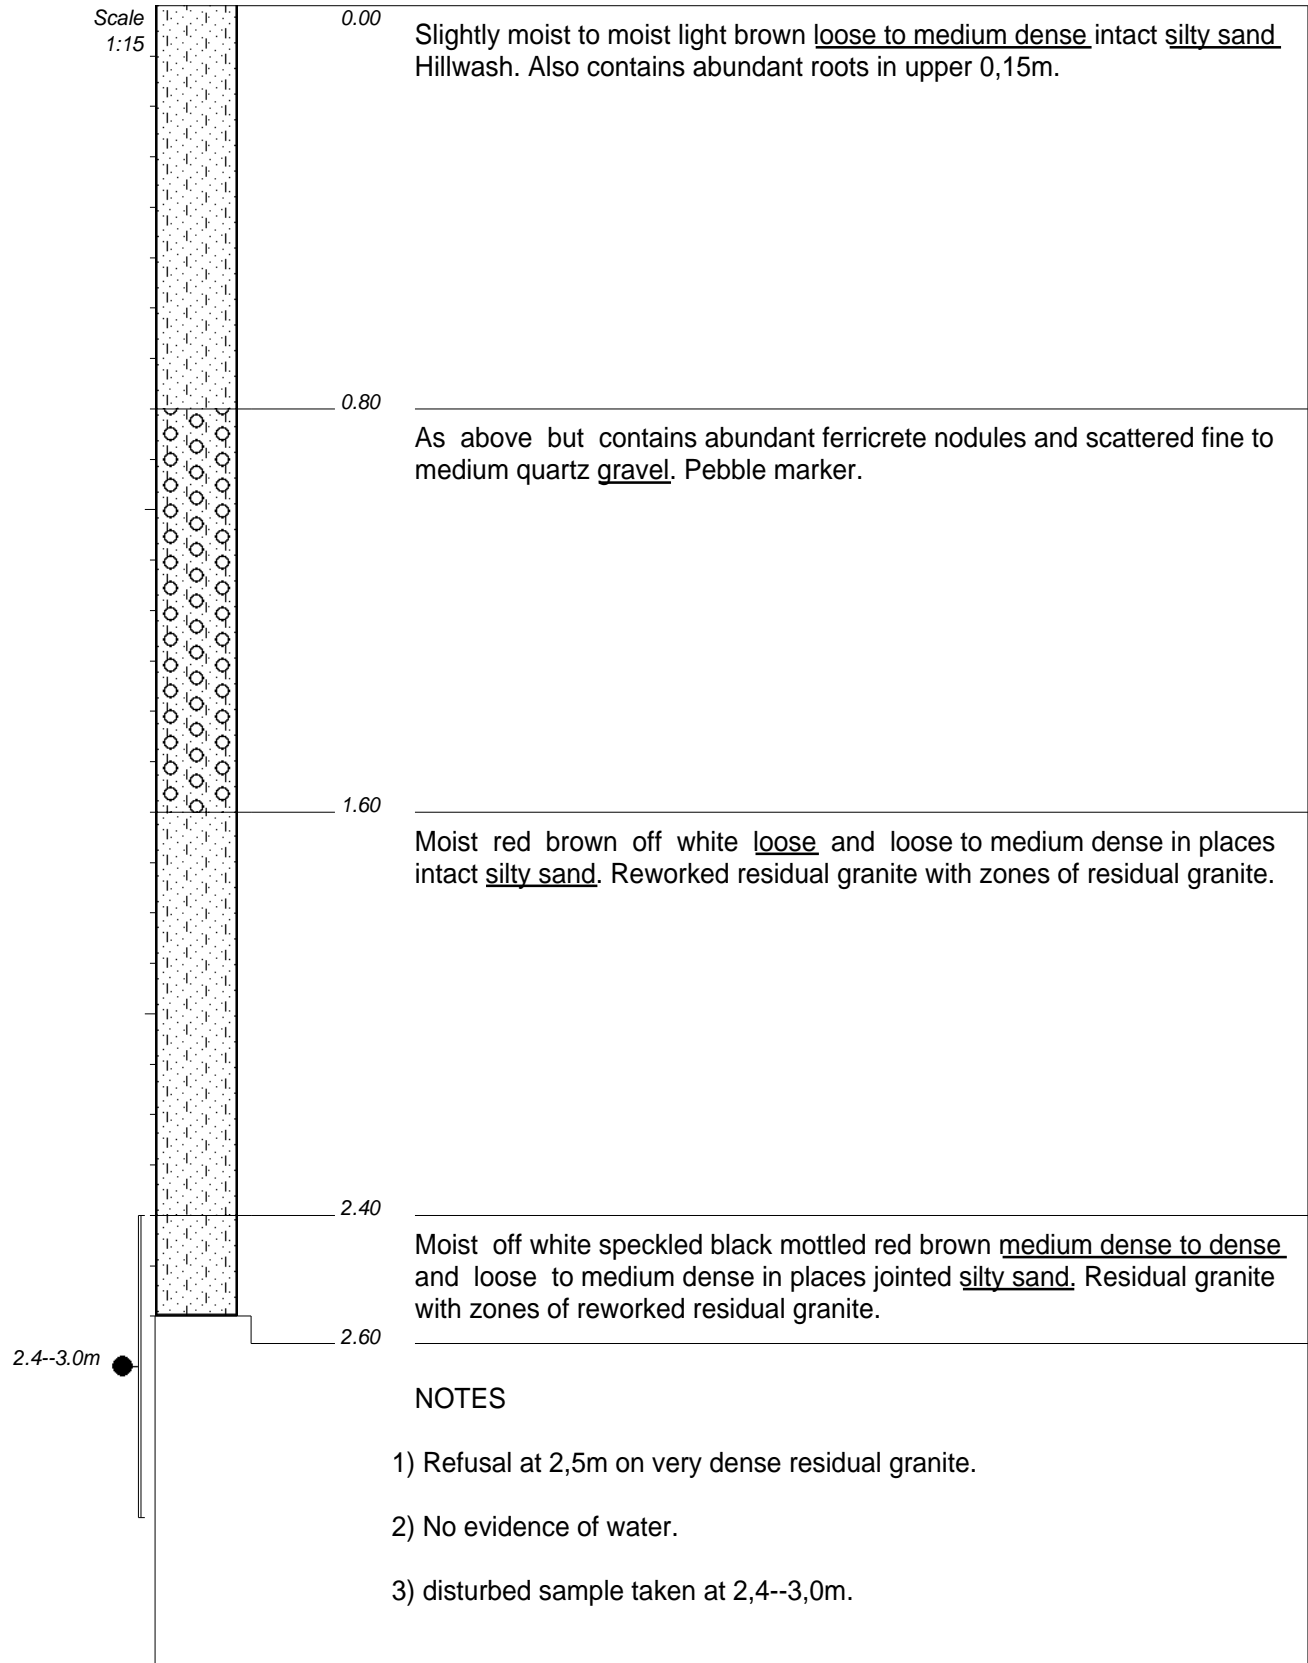 Scale
1:15
0.00
Slightly moist to moist light brown loose to medium dense intact silty sand
Hillwash. Also contains abundant roots in upper 0,15m.
0.80
As above but contains abundant ferricrete nodules and scattered fine to
medium quartz gravel. Pebble marker.
1.60
Moist red brown off white loose and loose to medium dense in places
intact silty sand. Reworked residual granite with zones of residual granite.
2.40
Moist off white speckled black mottled red brown medium dense to dense
and loose to medium dense in places jointed silty sand. Residual granite
with zones of reworked residual granite.
2.60
2.4--3.0m
NOTES
1) Refusal at 2,5m on very dense residual granite.
2) No evidence of water.
3) disturbed sample taken at 2,4--3,0m.